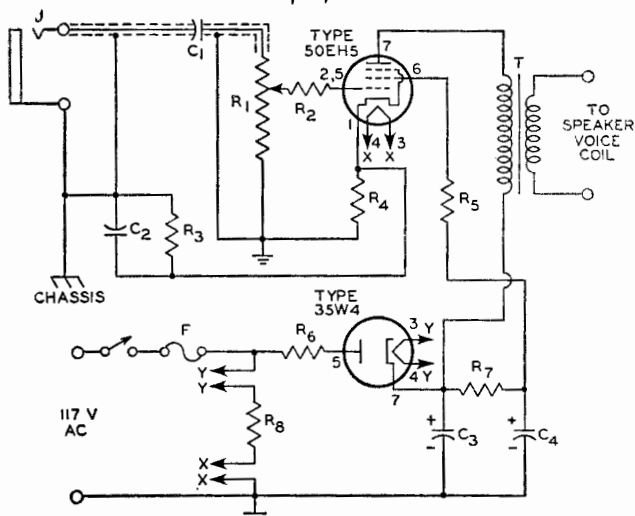 J
C1
TYPE
50EH5
7
2,5
6
R1
R2
1
4
3
X
X
T
TO
SPEAKER
VOICE
COIL
R4
R5
C2
R3
CHASSIS
TYPE
35W4
F
R6
5
3
Y
4
Y
7
R7
Y
Y
117 V
AC
R8
X
X
+
-
C3
+
-
C4